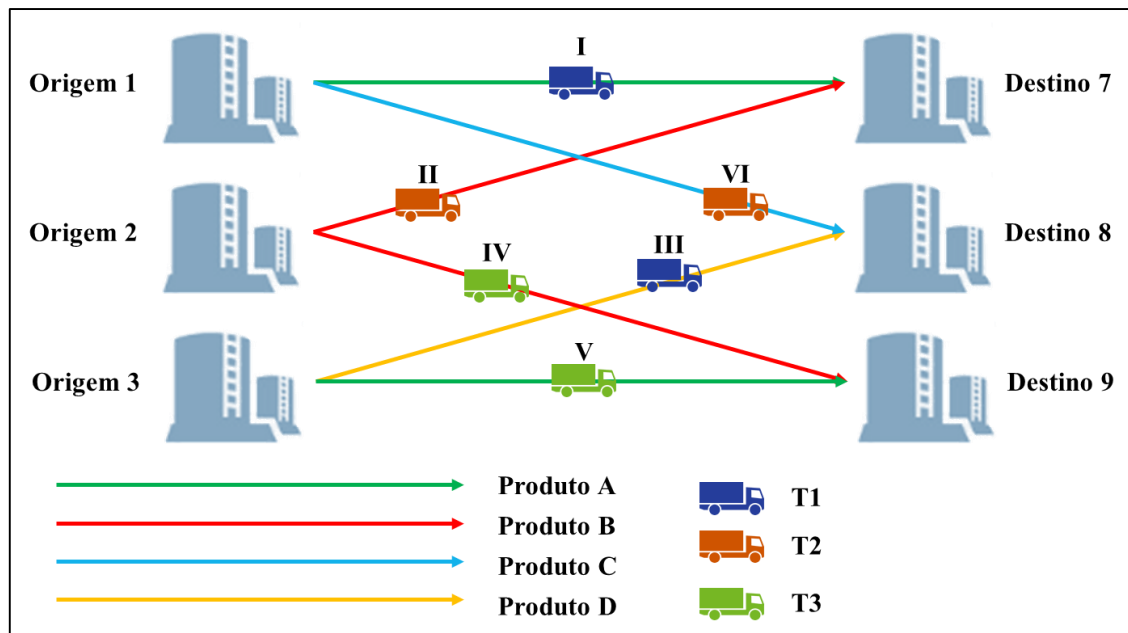 I
Origem 1
Destino 7
II
VI
Origem 2
Destino 8
IV
III
V
Origem 3
Destino 9
Produto A
T1
Produto B
T2
Produto C
Produto D
T3